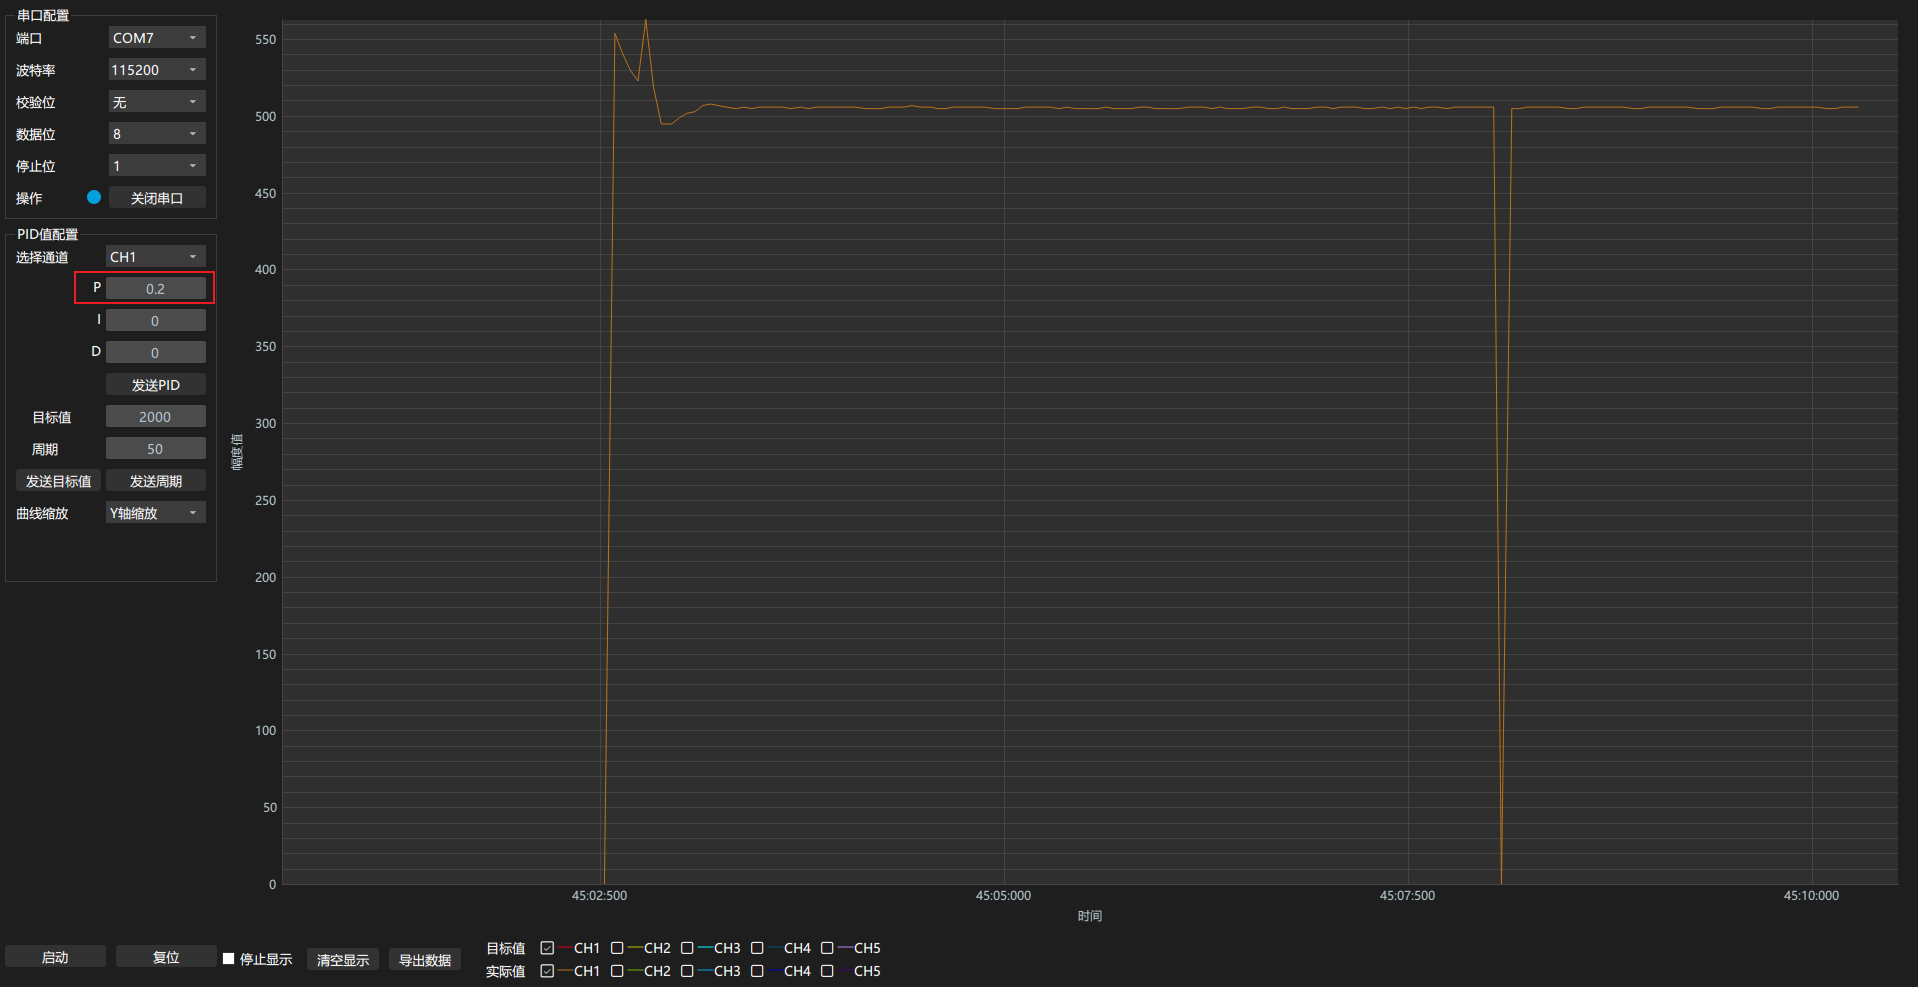 串口配置
端口 COM7
波特率 115200
校验位 无
数据位 8
停止位 1
操作 关闭串口
PID值配置
选择通道 CH1
P 0.2
I 0
D 0
发送PID
目标值 2000
周期 50
发送目标值 发送周期
曲线缩放 Y轴缩放
启动 复位
550
500
450
400
350
300
250
200
150
100
50
0
幅度值
45:02:500 45:05:000 45:07:500 45:10:000
时间
停止显示 清空显示 导出数据
目标值 CH1 CH2 CH3 CH4 CH5
实际值 CH1 CH2 CH3 CH4 CH5